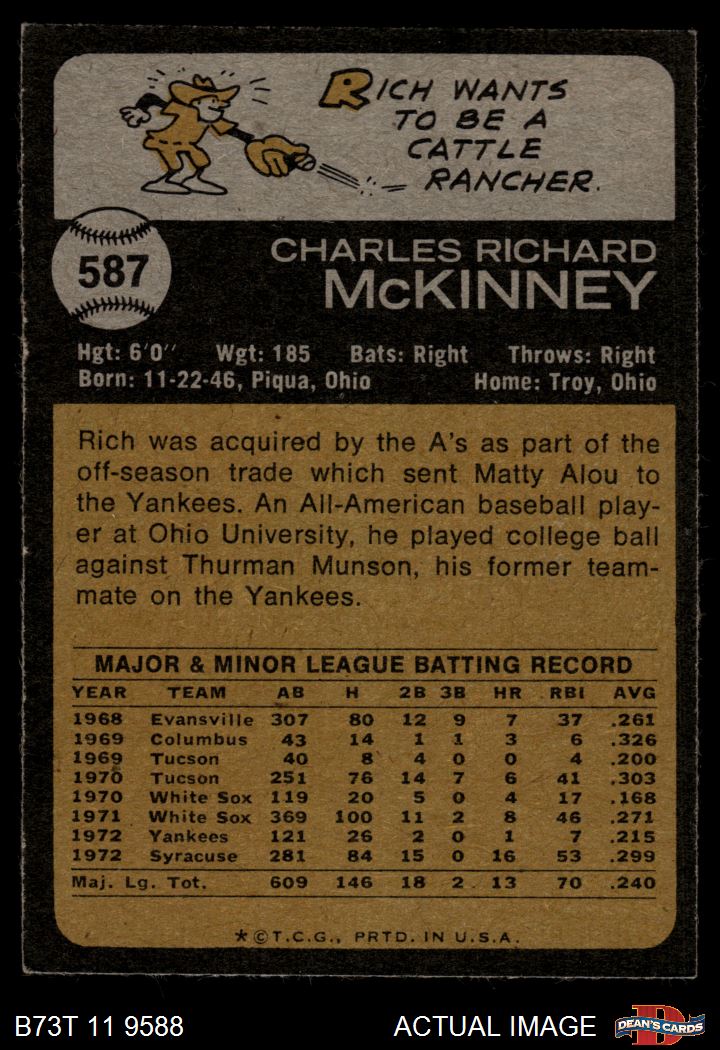 RICH WANTS
TO BE A
CATTLE
RANCHER.
587
CHARLES RICHARD
McKINNEY
Hgt: 6'0" Wgt: 185 Bats: Right Throws: Right
Born: 11-22-46, Piqua, Ohio Home: Troy, Ohio
Rich was acquired by the A's as part of the
off-season trade which sent Matty Alou to
the Yankees. An All-American baseball play-
er at Ohio University, he played college ball
against Thurman Munson, his former team-
mate on the Yankees.
MAJOR & MINOR LEAGUE BATTING RECORD
YEAR TEAM AB H 2B 3B HR RBI AVG
1968 Evansville 307 80 12 9 7 37 .261
1969 Columbus 43 14 1 1 3 6 .326
1969 Tucson 40 8 4 0 0 4 .200
1970 Tucson 251 76 14 7 6 41 .303
1970 White Sox 119 20 5 0 4 17 .168
1971 White Sox 369 100 11 2 8 46 .271
1972 Yankees 121 26 2 0 1 7 .215
1972 Syracuse 281 84 15 0 16 53 .299
Maj. Lg. Tot. 609 146 18 2 13 70 .240
*©T.C.G., PRTD. IN U.S.A.
B73T 11 9588 ACTUAL IMAGE DEAN'S CARDS